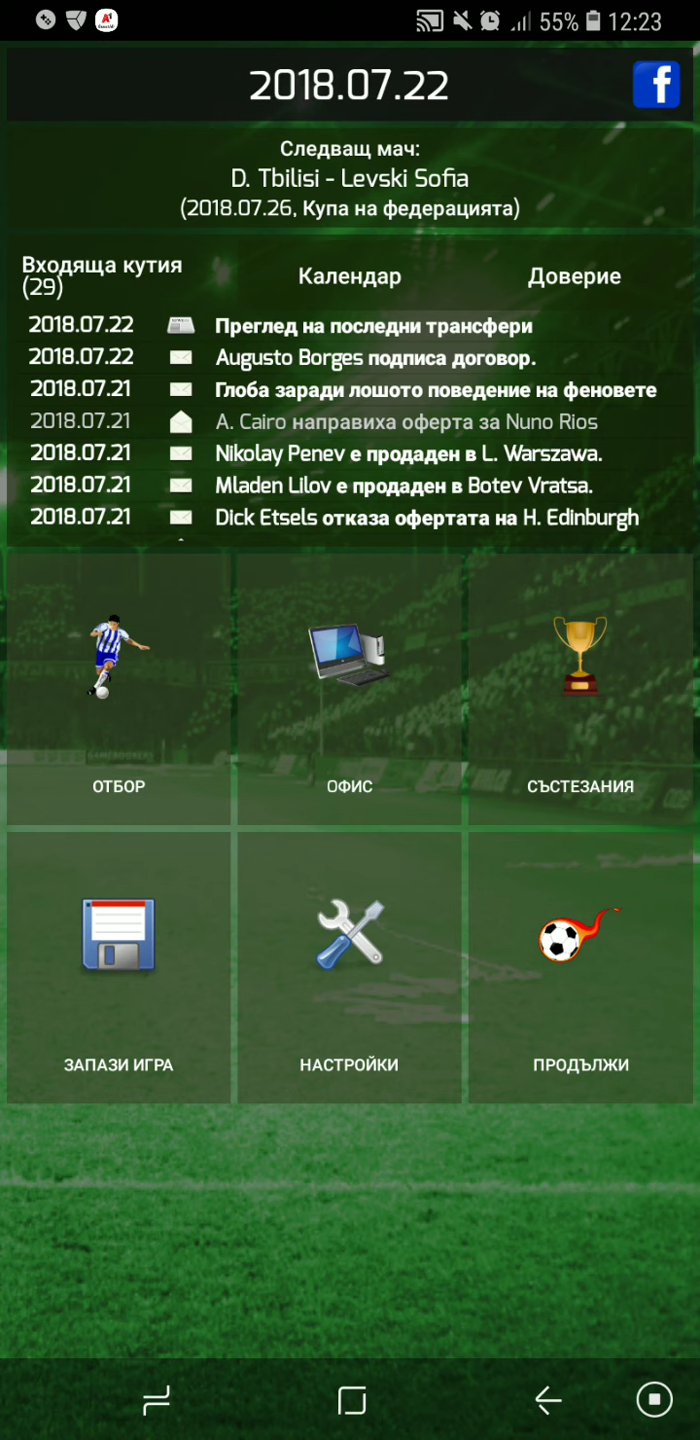 55% 12:23
2018.07.22
Следващ мач:
D. Tbilisi - Levski Sofia
(2018.07.26, Купа на федерацията)
Входяща кутия
(29)
Календар
Доверие
2018.07.22 Преглед на последни трансфери
2018.07.22 Augusto Borges подписа договор.
2018.07.21 Глоба заради лошото поведение на феновете
2018.07.21 A. Cairo направиха оферта за Nuno Rios
2018.07.21 Nikolay Penev е продаден в L. Warszawa.
2018.07.21 Mladen Lilov е продаден в Botev Vratsa.
2018.07.21 Dick Etsels отказа офертата на H. Edinburgh
ОТБОР
ОФИС
СЪСТЕЗАНИЯ
ЗАПАЗИ ИГРА
НАСТРОЙКИ
ПРОДЪЛЖИ